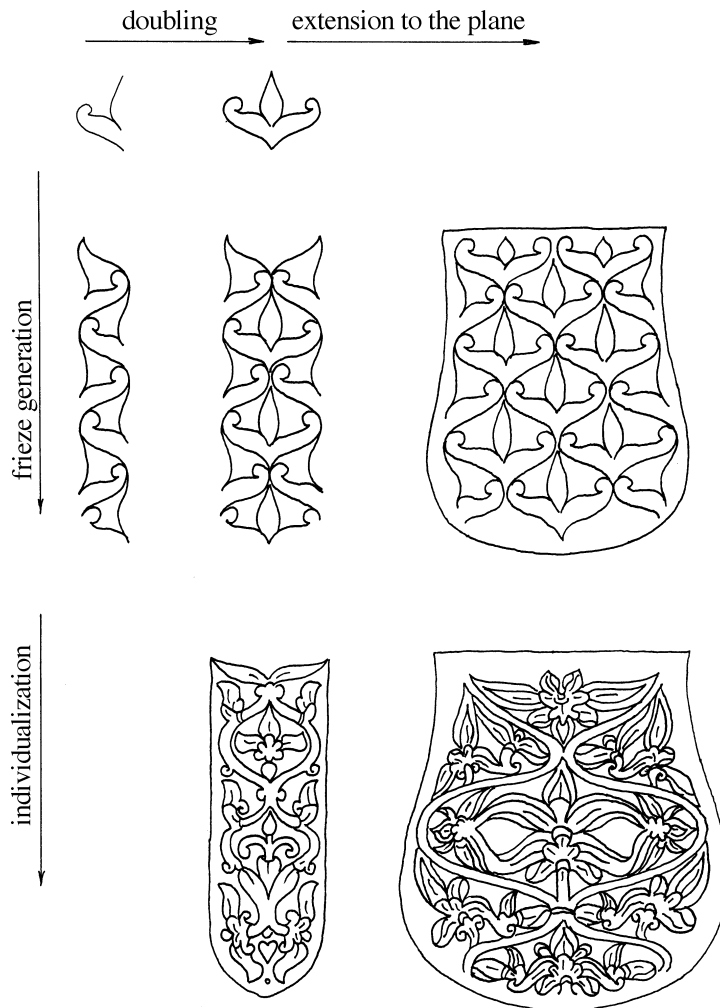 doubling
extension to the plane
frieze generation
individualization